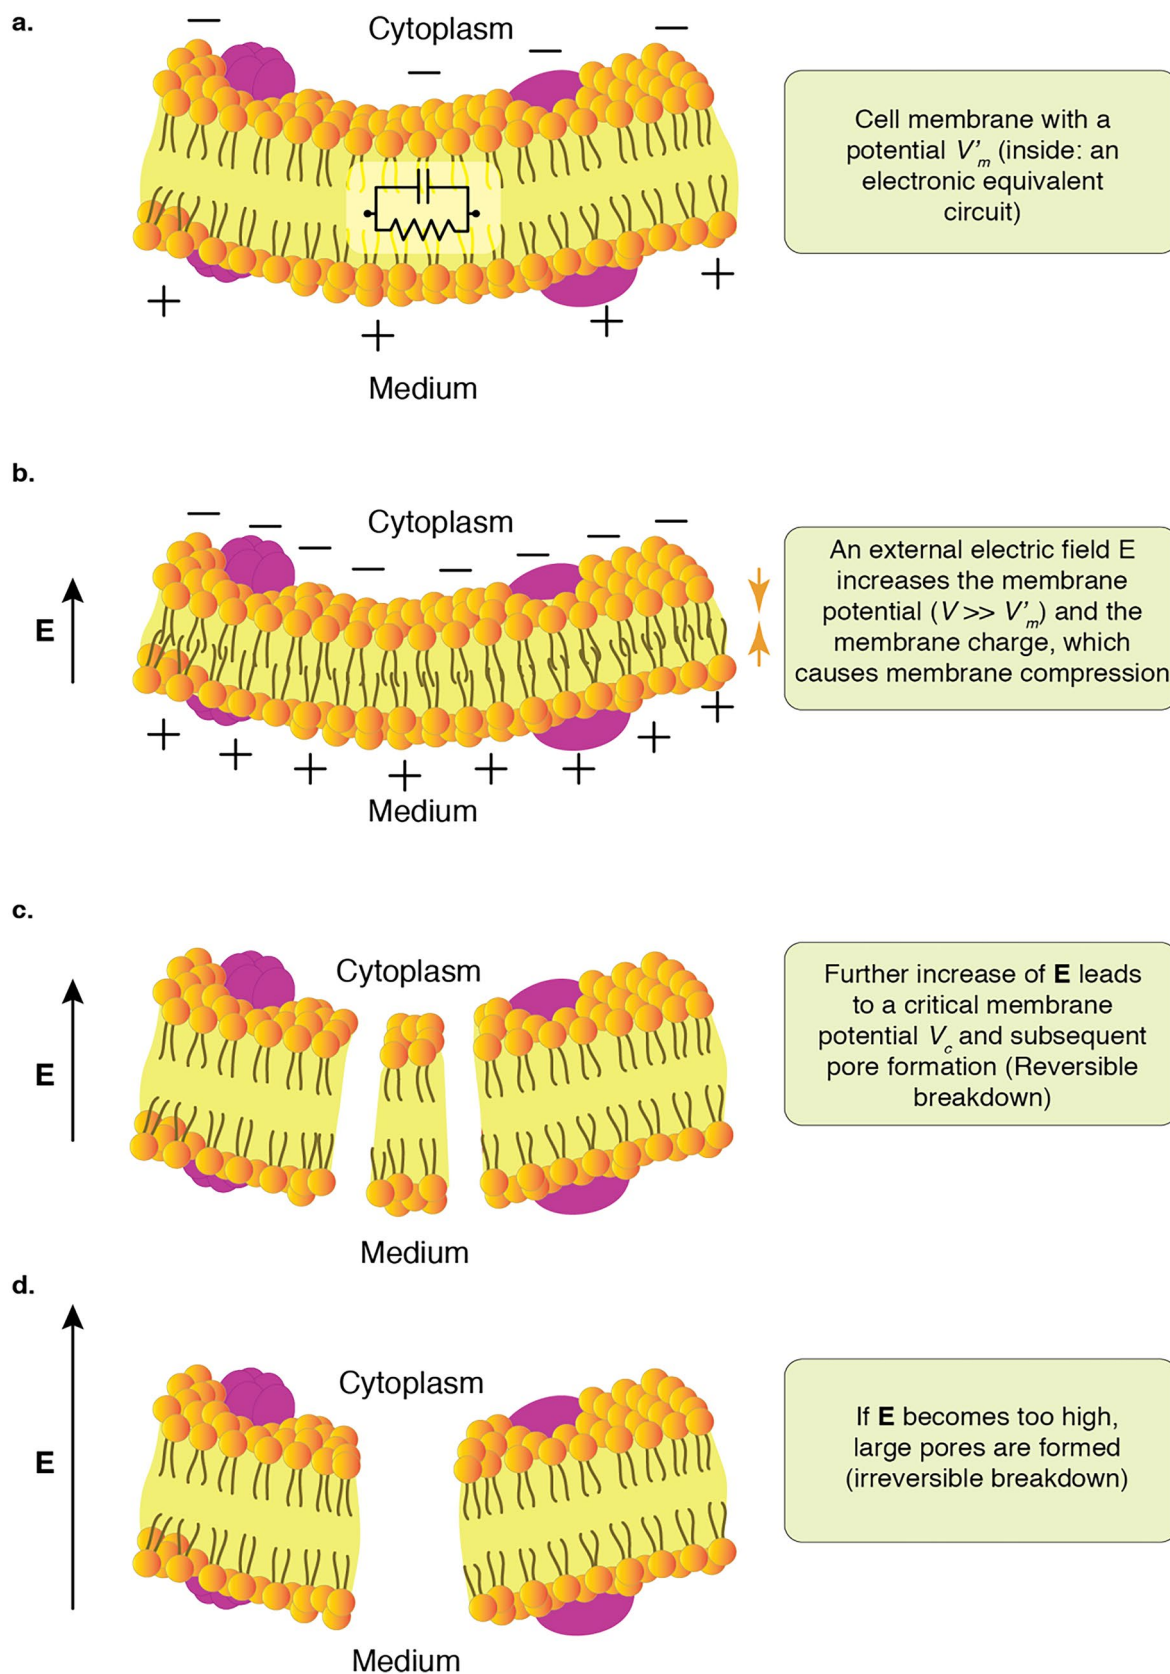 a.
Cytoplasm
Cell membrane with a
potential V'm (inside: an
electronic equivalent
circuit)
Medium
b.
Cytoplasm
E
An external electric field E
increases the membrane
potential (V >> V'm) and the
membrane charge, which
causes membrane compression
Medium
c.
Cytoplasm
E
Further increase of E leads
to a critical membrane
potential Vc and subsequent
pore formation (Reversible
breakdown)
Medium
d.
Cytoplasm
E
If E becomes too high,
large pores are formed
(irreversible breakdown)
Medium